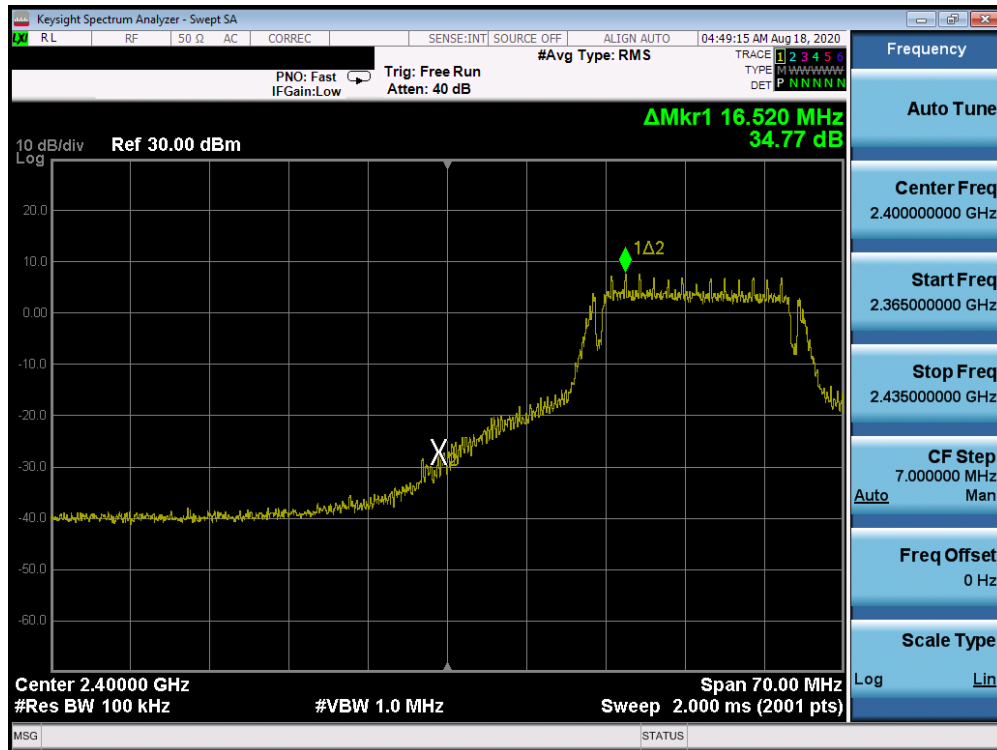 Keysight Spectrum Analyzer - Swept SA
LXI RL RF 50 Ω AC CORREC SENSE:INT SOURCE OFF ALIGN AUTO 04:49:15 AM Aug 18, 2020
PNO: Fast
IFGain:Low
Trig: Free Run
Atten: 40 dB
#Avg Type: RMS
TRACE 1 2 3 4 5 6
TYPE M W W W W W
DET P N N N N N
ΔMkr1 16.520 MHz
34.77 dB
10 dB/div
Log
Ref 30.00 dBm
20.0
10.0
0.00
-10.0
-20.0
-30.0
-40.0
-50.0
-60.0
1Δ2
X
Center 2.40000 GHz
#Res BW 100 kHz
#VBW 1.0 MHz
Span 70.00 MHz
Sweep 2.000 ms (2001 pts)
MSG
STATUS
Frequency
Auto Tune
Center Freq
2.400000000 GHz
Start Freq
2.365000000 GHz
Stop Freq
2.435000000 GHz
CF Step
7.000000 MHz
Auto Man
Freq Offset
0 Hz
Scale Type
Log Lin